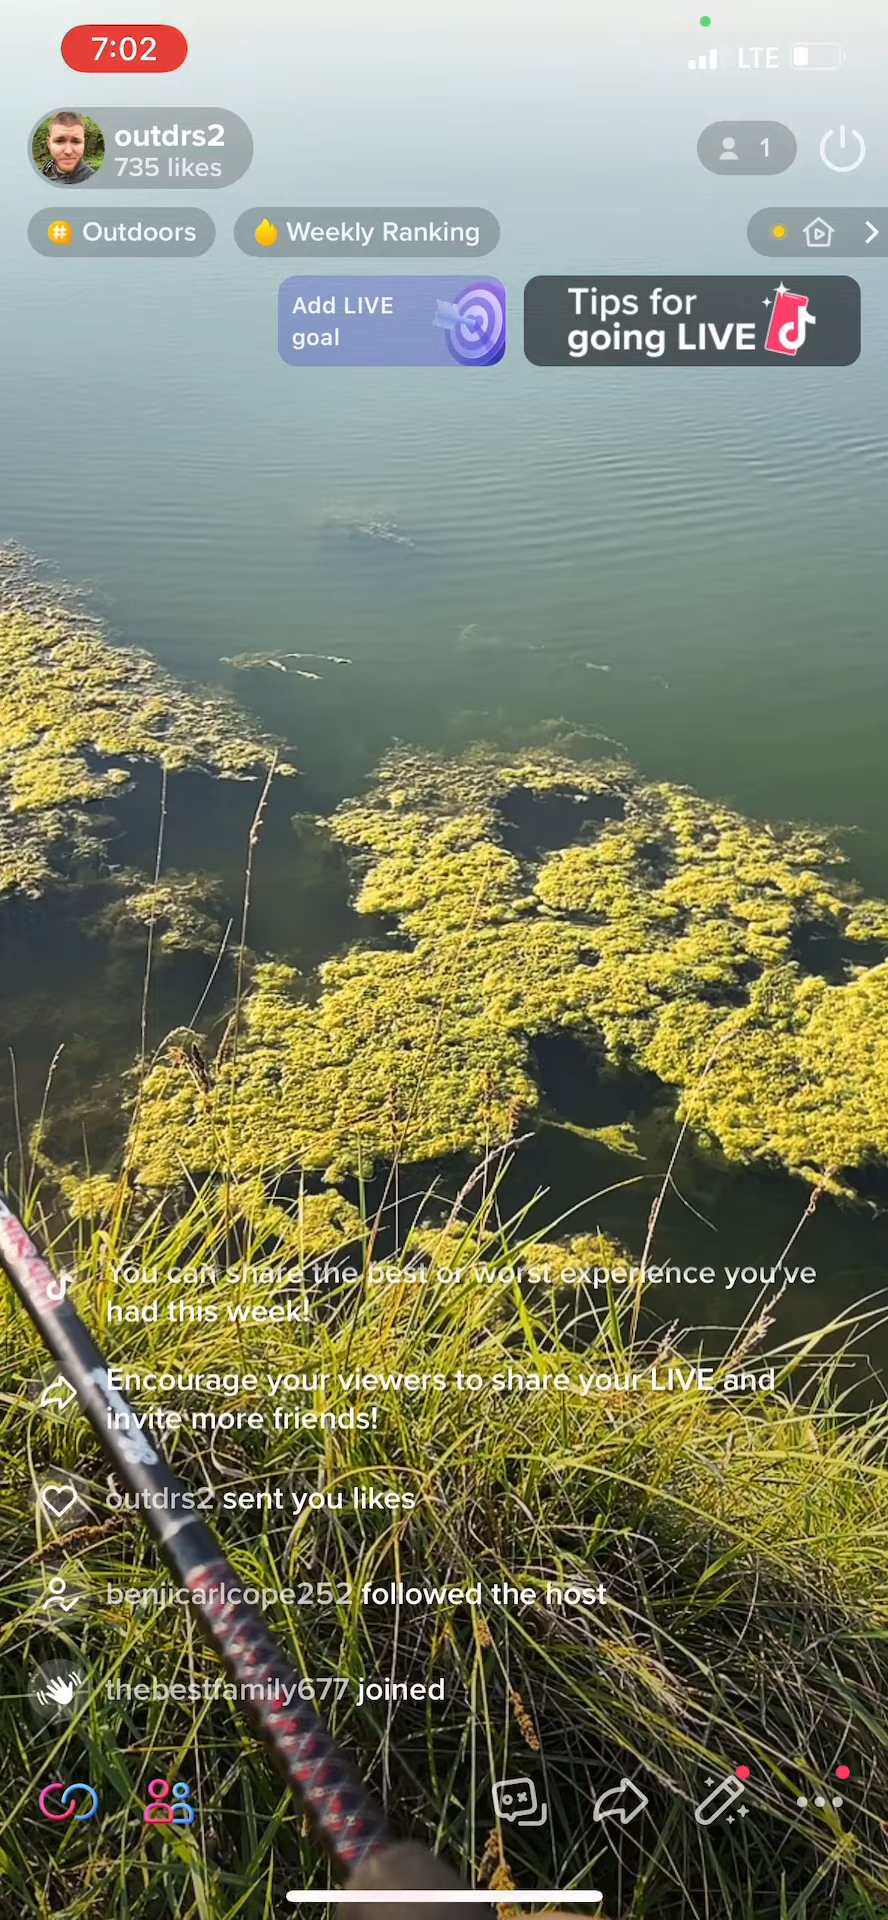 7:02
LTE
outdrs2
735 likes
1
Outdoors
Weekly Ranking
Add LIVE
goal
Tips for
going LIVE
You can share the best or worst experience you've
had this week!
Encourage your viewers to share your LIVE and
invite more friends!
outdrs2 sent you likes
benjicarlcope252 followed the host
thebestfamily677 joined